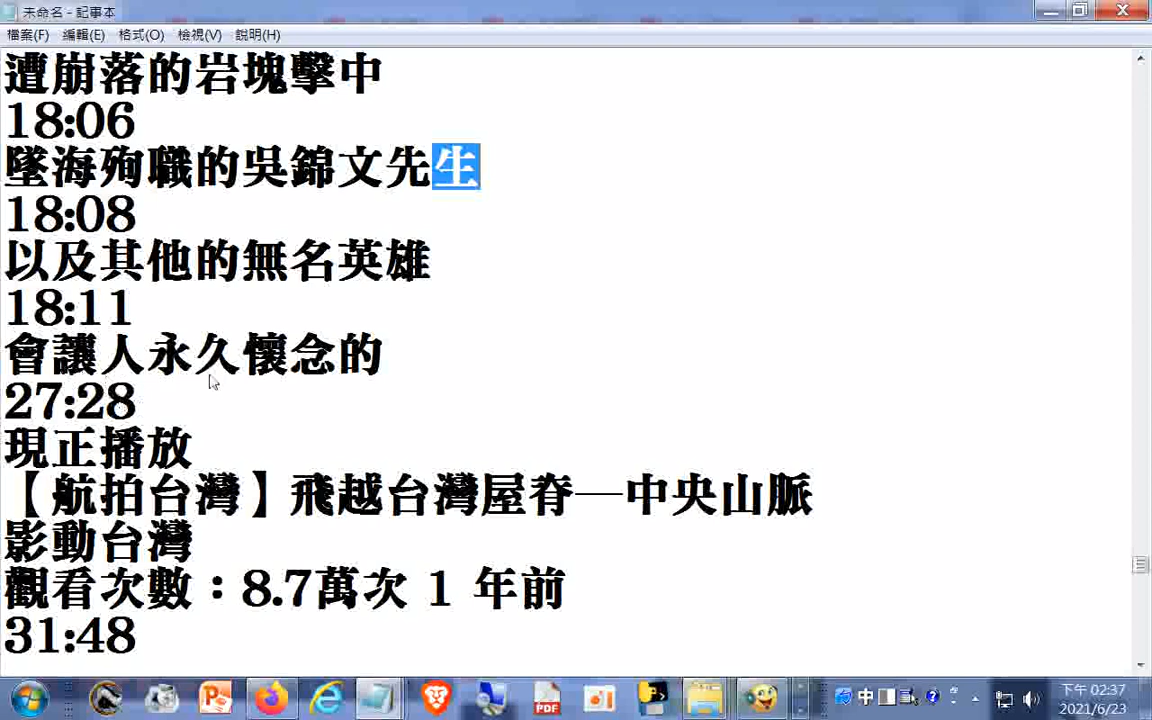 未命名 - 記事本
檔案(F) 編輯(E) 格式(O) 檢視(V) 說明(H)
遭崩落的岩塊擊中
18:06
墜海殉職的吳錦文先生
18:08
以及其他的無名英雄
18:11
會讓人永久懷念的
27:28
現正播放
【航拍台灣】飛越台灣屋脊—中央山脈
影動台灣
觀看次數：8.7萬次 1 年前
31:48
PDF
中
下午 02:37
2021/6/23